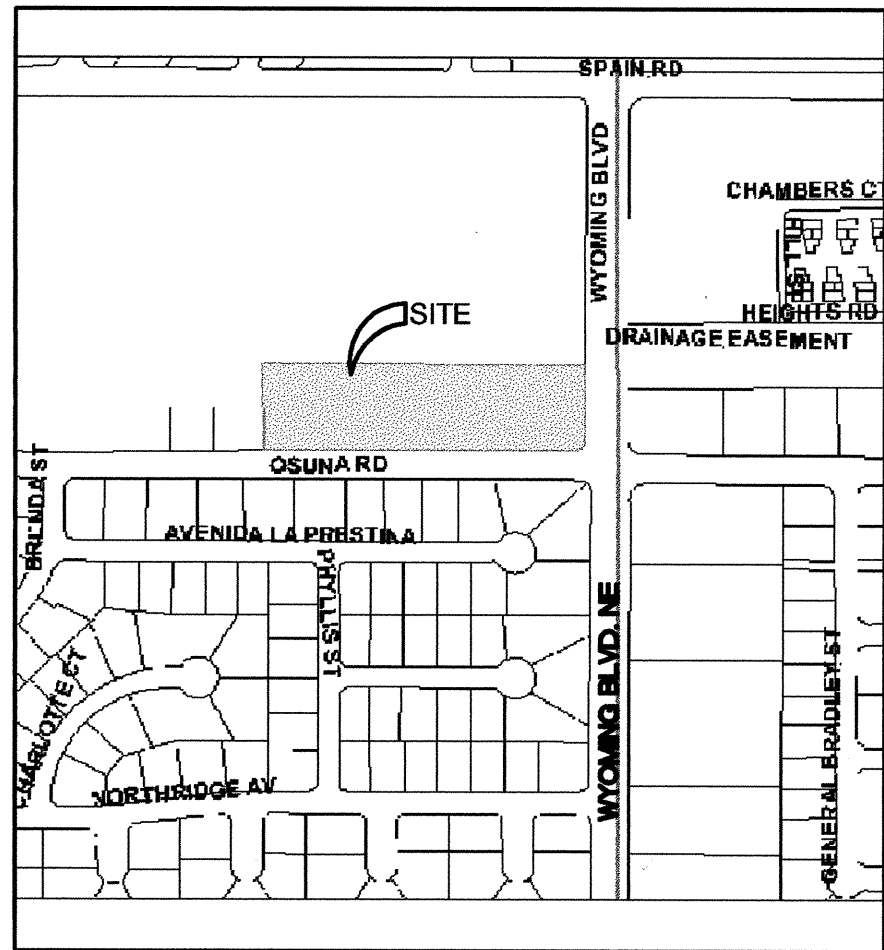 SPAIN RD
WYOMING BLVD
CHAMBERS CT
SITE
HEIGHTS RD
DRAINAGE EASEMENT
OSUNA RD
BRENDA ST
AVENIDA LA PRESTINA
PHYLLIS ST
WYOMING BLVD. NE
CHARLOTTE CT
NORTHRIDGE AV
GENERAL BRADLEY ST